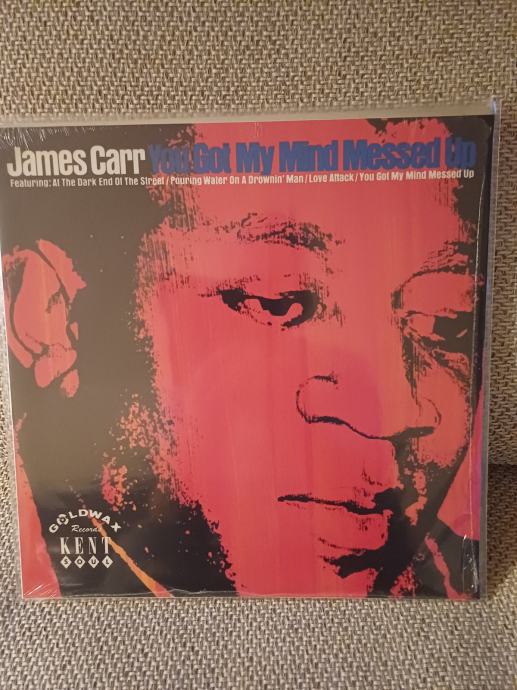 James Carr You Got My Mind Messed Up
Featuring: At The Dark End Of The Street / Pouring Water On A Drownin' Man / Love Attack / You Got My Mind Messed Up
GOLDWAX
Records
KENT
SOUL